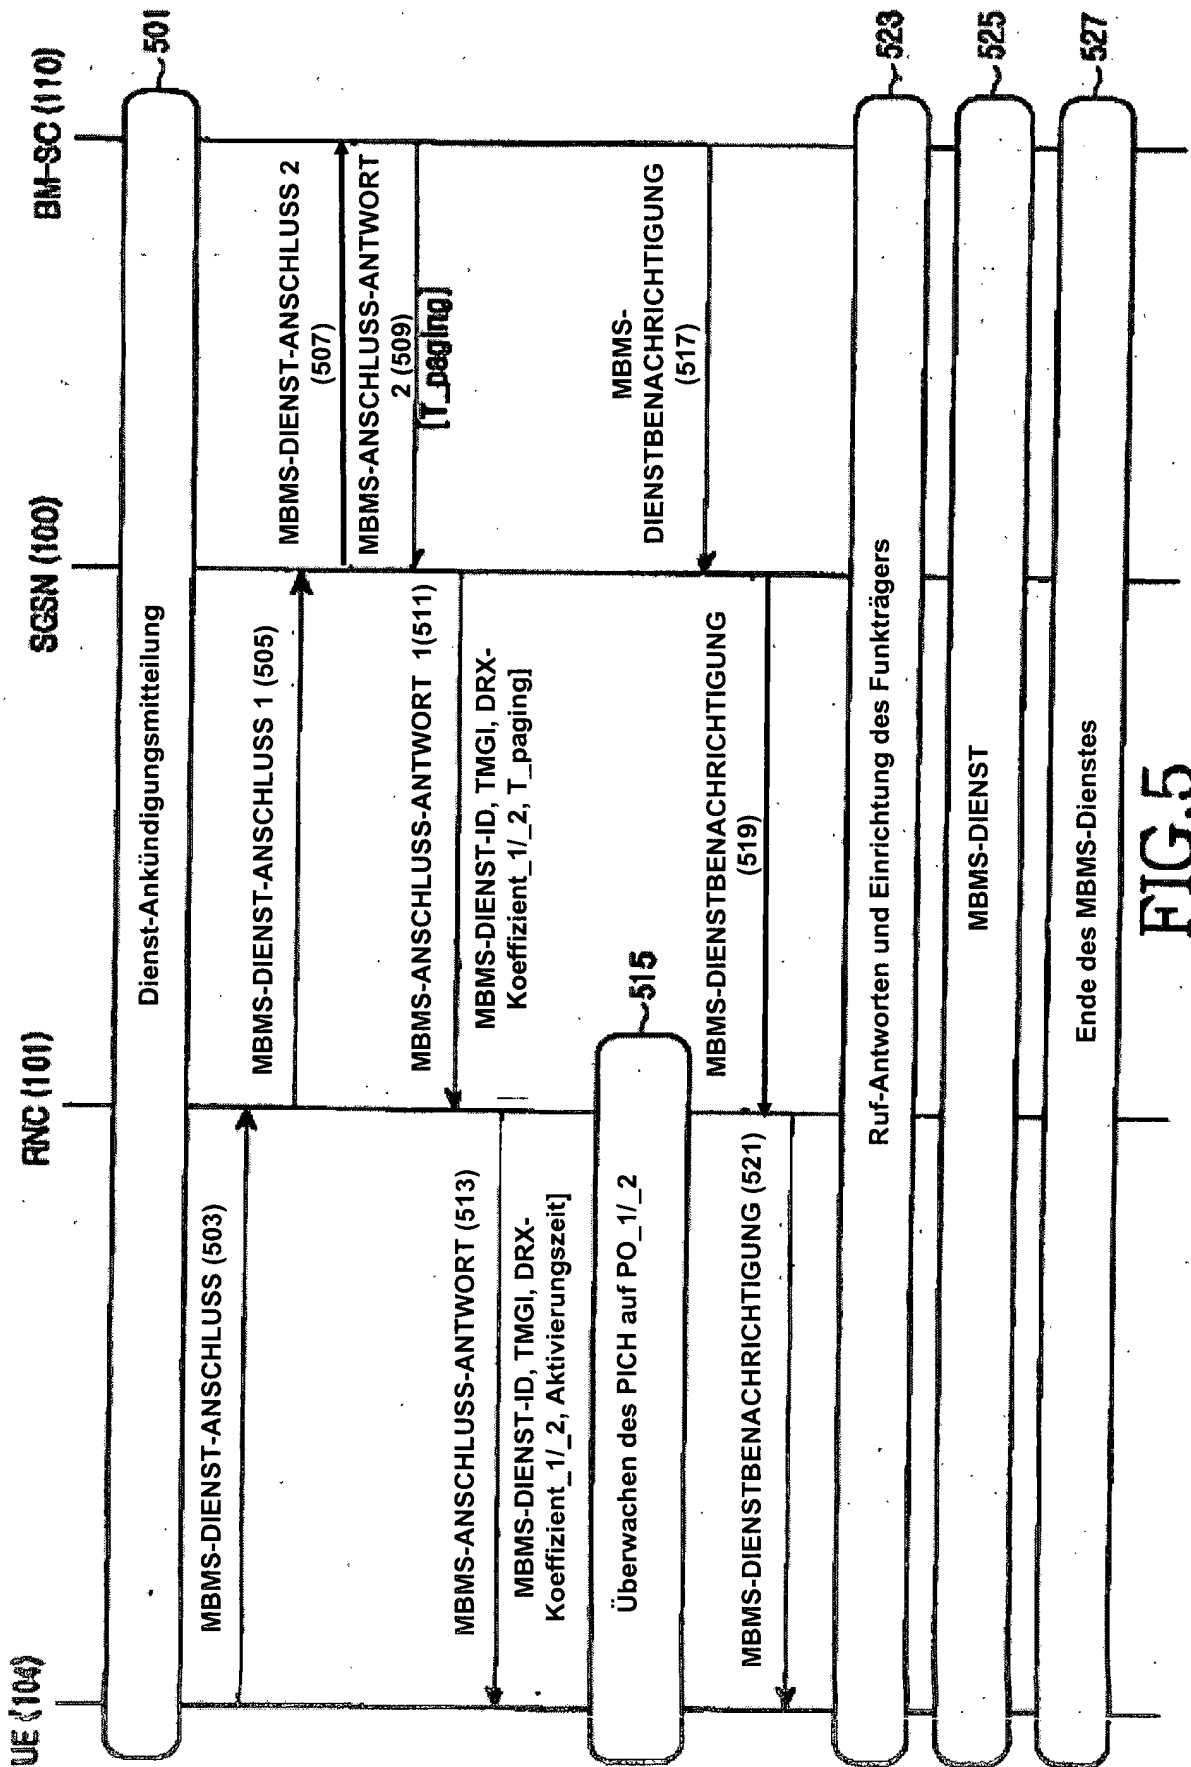 UE (104)
RNC (101)
SGSN (100)
BM-SC (110)
Dienst-Ankündigungsmitteilung
501
MBMS-DIENST-ANSCHLUSS (503)
MBMS-DIENST-ANSCHLUSS 1 (505)
MBMS-DIENST-ANSCHLUSS 2
(507)
MBMS-ANSCHLUSS-ANTWORT
2 (509)
[T_paging]
MBMS-ANSCHLUSS-ANTWORT 1(511)
MBMS-DIENST-ID, TMGI, DRX-
Koeffizient_1/_2, T_paging]
MBMS-ANSCHLUSS-ANTWORT (513)
MBMS-DIENST-ID, TMGI, DRX-
Koeffizient_1/_2, Aktivierungszeit]
Überwachen des PICH auf PO_1/_2
515
MBMS-
DIENSTBENACHRICHTIGUNG
(517)
MBMS-DIENSTBENACHRICHTIGUNG
(519)
MBMS-DIENSTBENACHRICHTIGUNG (521)
Ruf-Antworten und Einrichtung des Funkträgers
523
MBMS-DIENST
525
Ende des MBMS-Dienstes
527
FIG.5